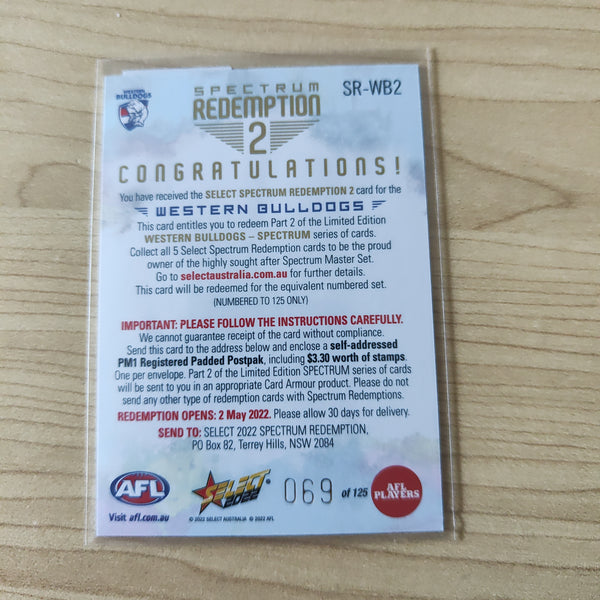 WESTERN
BULLDOGS
SPECTRUM
REDEMPTION
2
SR-WB2
CONGRATULATIONS!
You have received the SELECT SPECTRUM REDEMPTION 2 card for the
WESTERN BULLDOGS
This card entitles you to redeem Part 2 of the Limited Edition
WESTERN BULLDOGS – SPECTRUM series of cards.
Collect all 5 Select Spectrum Redemption cards to be the proud
owner of the highly sought after Spectrum Master Set.
Go to selectaustralia.com.au for further details.
This card will be redeemed for the equivalent numbered set.
(NUMBERED TO 125 ONLY)
IMPORTANT: PLEASE FOLLOW THE INSTRUCTIONS CAREFULLY.
We cannot guarantee receipt of the card without compliance.
Send this card to the address below and enclose a self-addressed
PM1 Registered Padded Postpak, including $3.30 worth of stamps.
One per envelope. Part 2 of the Limited Edition SPECTRUM series of cards
will be sent to you in an appropriate Card Armour product. Please do not
send any other type of redemption cards with Spectrum Redemptions.
REDEMPTION OPENS: 2 May 2022. Please allow 30 days for delivery.
SEND TO: SELECT 2022 SPECTRUM REDEMPTION,
PO Box 82, Terrey Hills, NSW 2084
AFL
Visit afl.com.au
SELECT
2022
© 2022 SELECT AUSTRALIA © 2022 AFL
069 of 125
AFL
PLAYERS